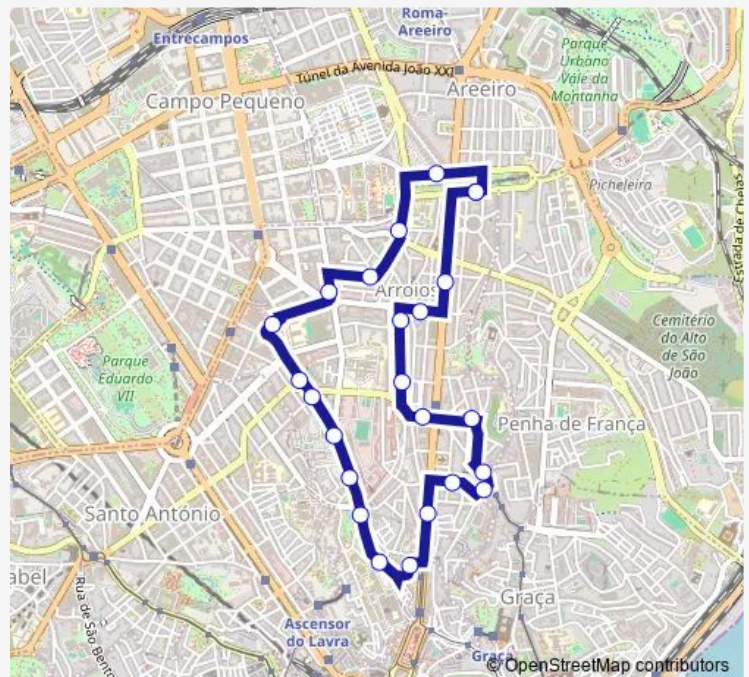 Roma-
Areeiro
Entrecampos
Parque
Urbano
Vale da
Montanha
Túnel da Avenida João XXI
Areeiro
Campo Pequeno
Picheleira
Estrada de Chelas
Arroios
Cemitério
do Alto
de São
João
Parque
Eduardo
VII
Penha de França
Santo António
abel
Rua de São Bent
Graça
Ascensor
do Lavra
Graça
© OpenStreetMap contributors